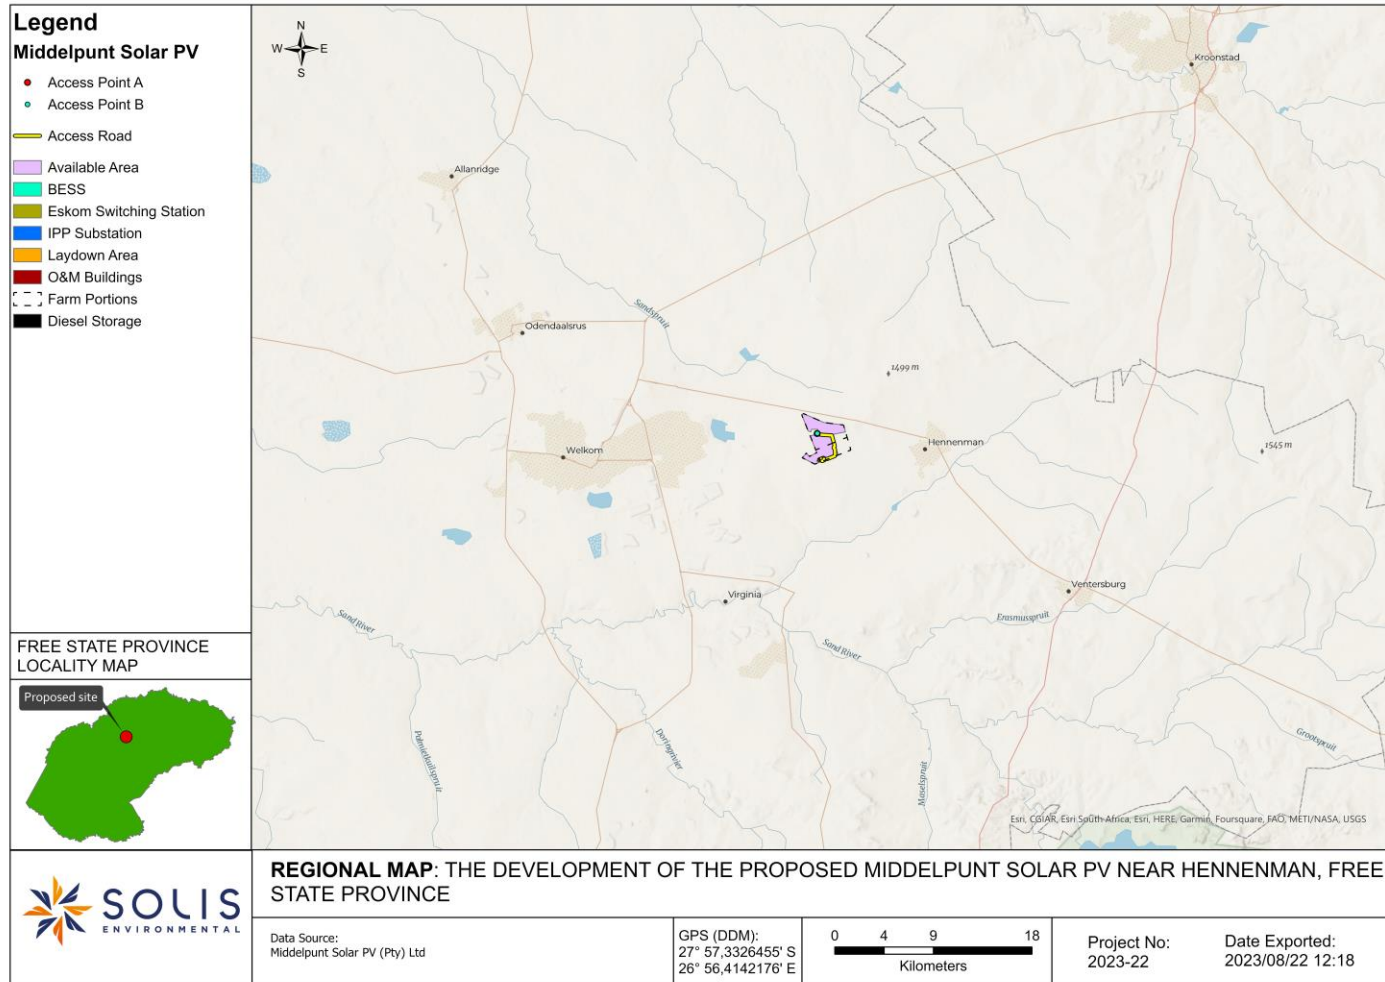 Legend
Middelpunt Solar PV
Access Point A
Access Point B
Access Road
Available Area
BESS
Eskom Switching Station
IPP Substation
Laydown Area
O&M Buildings
Farm Portions
Diesel Storage
FREE STATE PROVINCE
LOCALITY MAP
Proposed site
N
W E
S
Kroonstad
Allanridge
Sandspruit
Odendaalsrus
1499 m
Hennenman
1545 m
Welkom
Virginia
Ventersburg
Erasmusspruit
Sand River
Sand River
Palmietkuilspruit
Doringrivier
Maselspruit
Grootspruit
Esri, CGIAR, Esri South Africa, Esri, HERE, Garmin, Foursquare, FAO, METI/NASA, USGS
SOLIS
ENVIRONMENTAL
REGIONAL MAP: THE DEVELOPMENT OF THE PROPOSED MIDDELPUNT SOLAR PV NEAR HENNENMAN, FREE
STATE PROVINCE
Data Source:
Middelpunt Solar PV (Pty) Ltd
GPS (DDM):
27° 57,3326455' S
26° 56,4142176' E
0 4 9 18
Kilometers
Project No:
2023-22
Date Exported:
2023/08/22 12:18